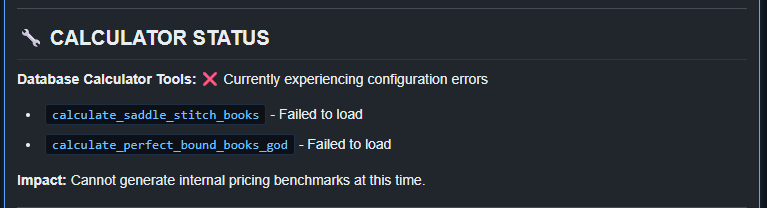 🔧 CALCULATOR STATUS
Database Calculator Tools: ❌ Currently experiencing configuration errors
• calculate_saddle_stitch_books - Failed to load
• calculate_perfect_bound_books_god - Failed to load
Impact: Cannot generate internal pricing benchmarks at this time.